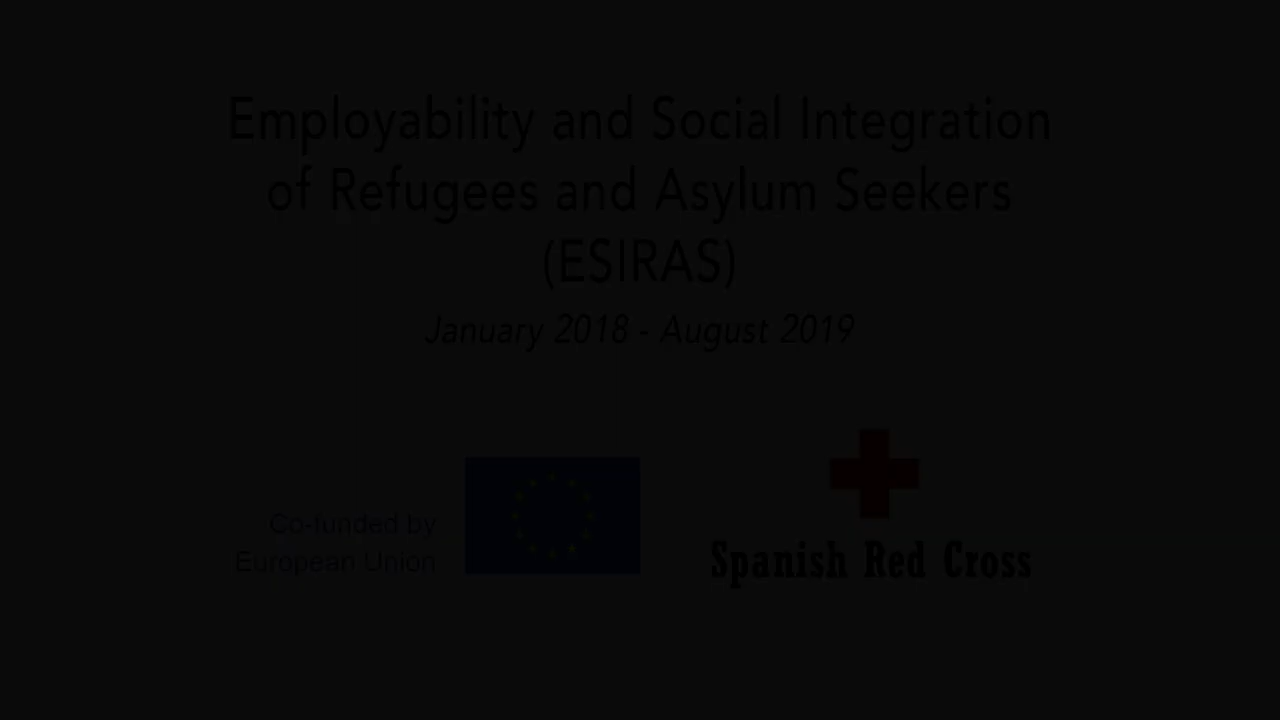 Employability and Social Integration
of Refugees and Asylum Seekers
(ESIRAS)
January 2018 - August 2019
Co-funded by
European Union
Spanish Red Cross